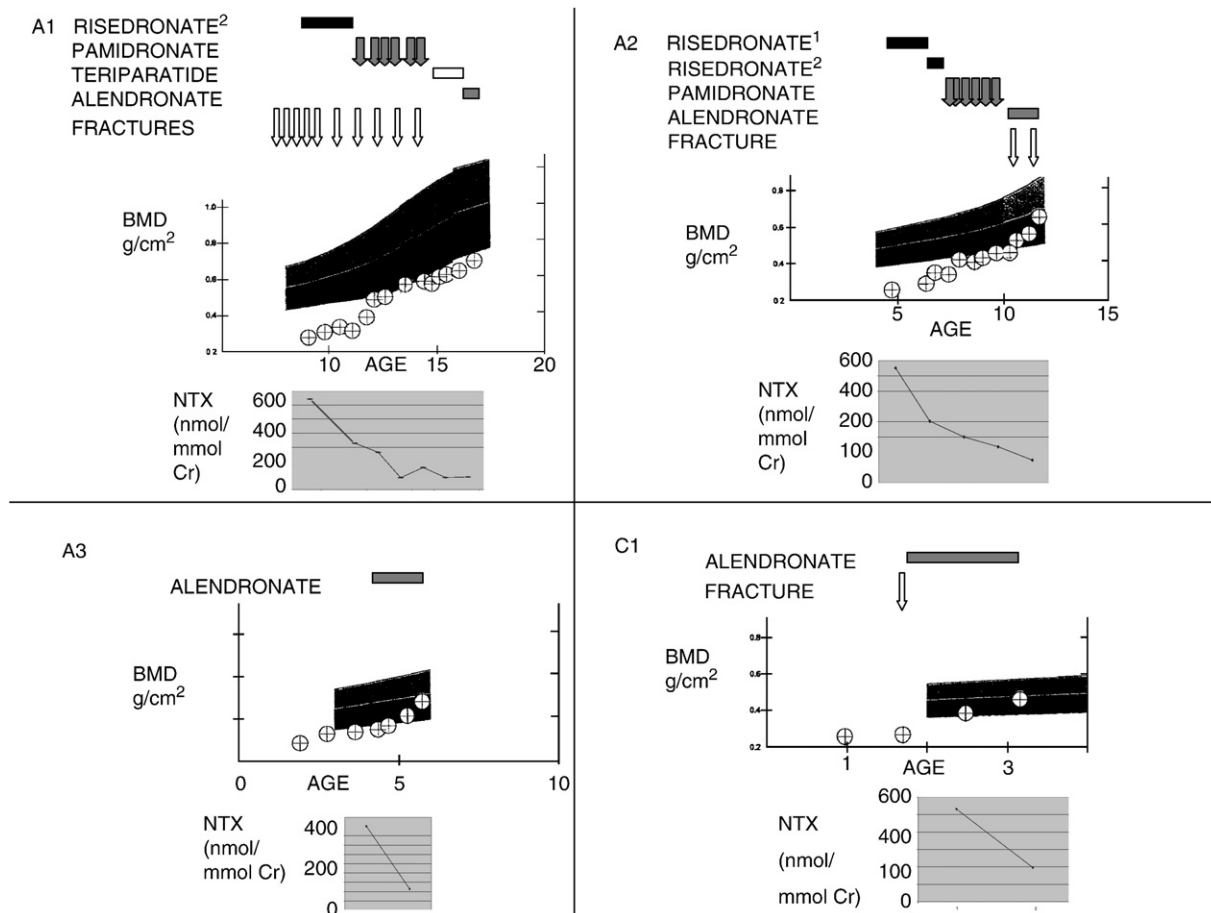 A1 RISEDRONATE²
PAMIDRONATE
TERIPARATIDE
ALENDRONATE
FRACTURES
BMD
g/cm²
1.0
0.8
0.6
0.4
0.2
10 AGE 15 20
NTX
(nmol/
mmol
Cr)
600
400
200
0
A2 RISEDRONATE¹
RISEDRONATE²
PAMIDRONATE
ALENDRONATE
FRACTURE
BMD
g/cm²
0.8
0.6
0.4
0.2
5 AGE 10 15
NTX
(nmol/
mmol
Cr)
600
400
200
100
0
A3
ALENDRONATE
BMD
g/cm²
0 AGE 5 10
NTX
(nmol/
mmol Cr)
400
200
0
C1
ALENDRONATE
FRACTURE
BMD
g/cm²
0.8
0.6
0.4
0.2
1 AGE 3
NTX
(nmol/
mmol Cr)
600
400
200
100
0